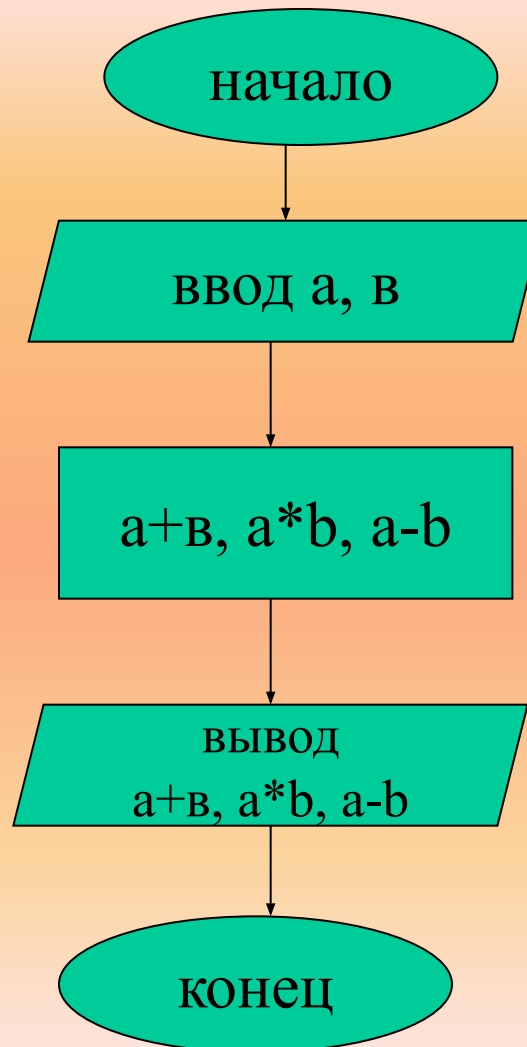 начало
ввод а, в
а+в, a*b, a-b
вывод
а+в, a*b, a-b
конец